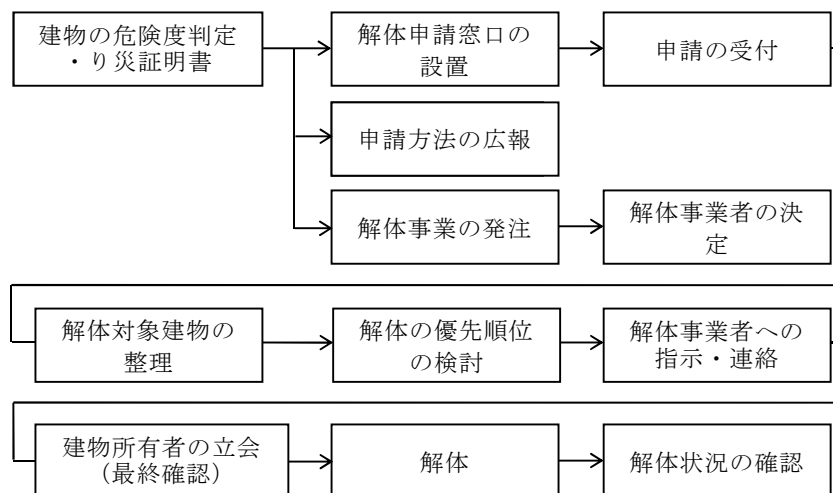 建物の危険度判定
・り災証明書
解体申請窓口の
設置
申請の受付
申請方法の広報
解体事業の発注
解体事業者の決
定
解体対象建物の
整理
解体の優先順位
の検討
解体事業者への
指示・連絡
建物所有者の立会
（最終確認）
解体
解体状況の確認